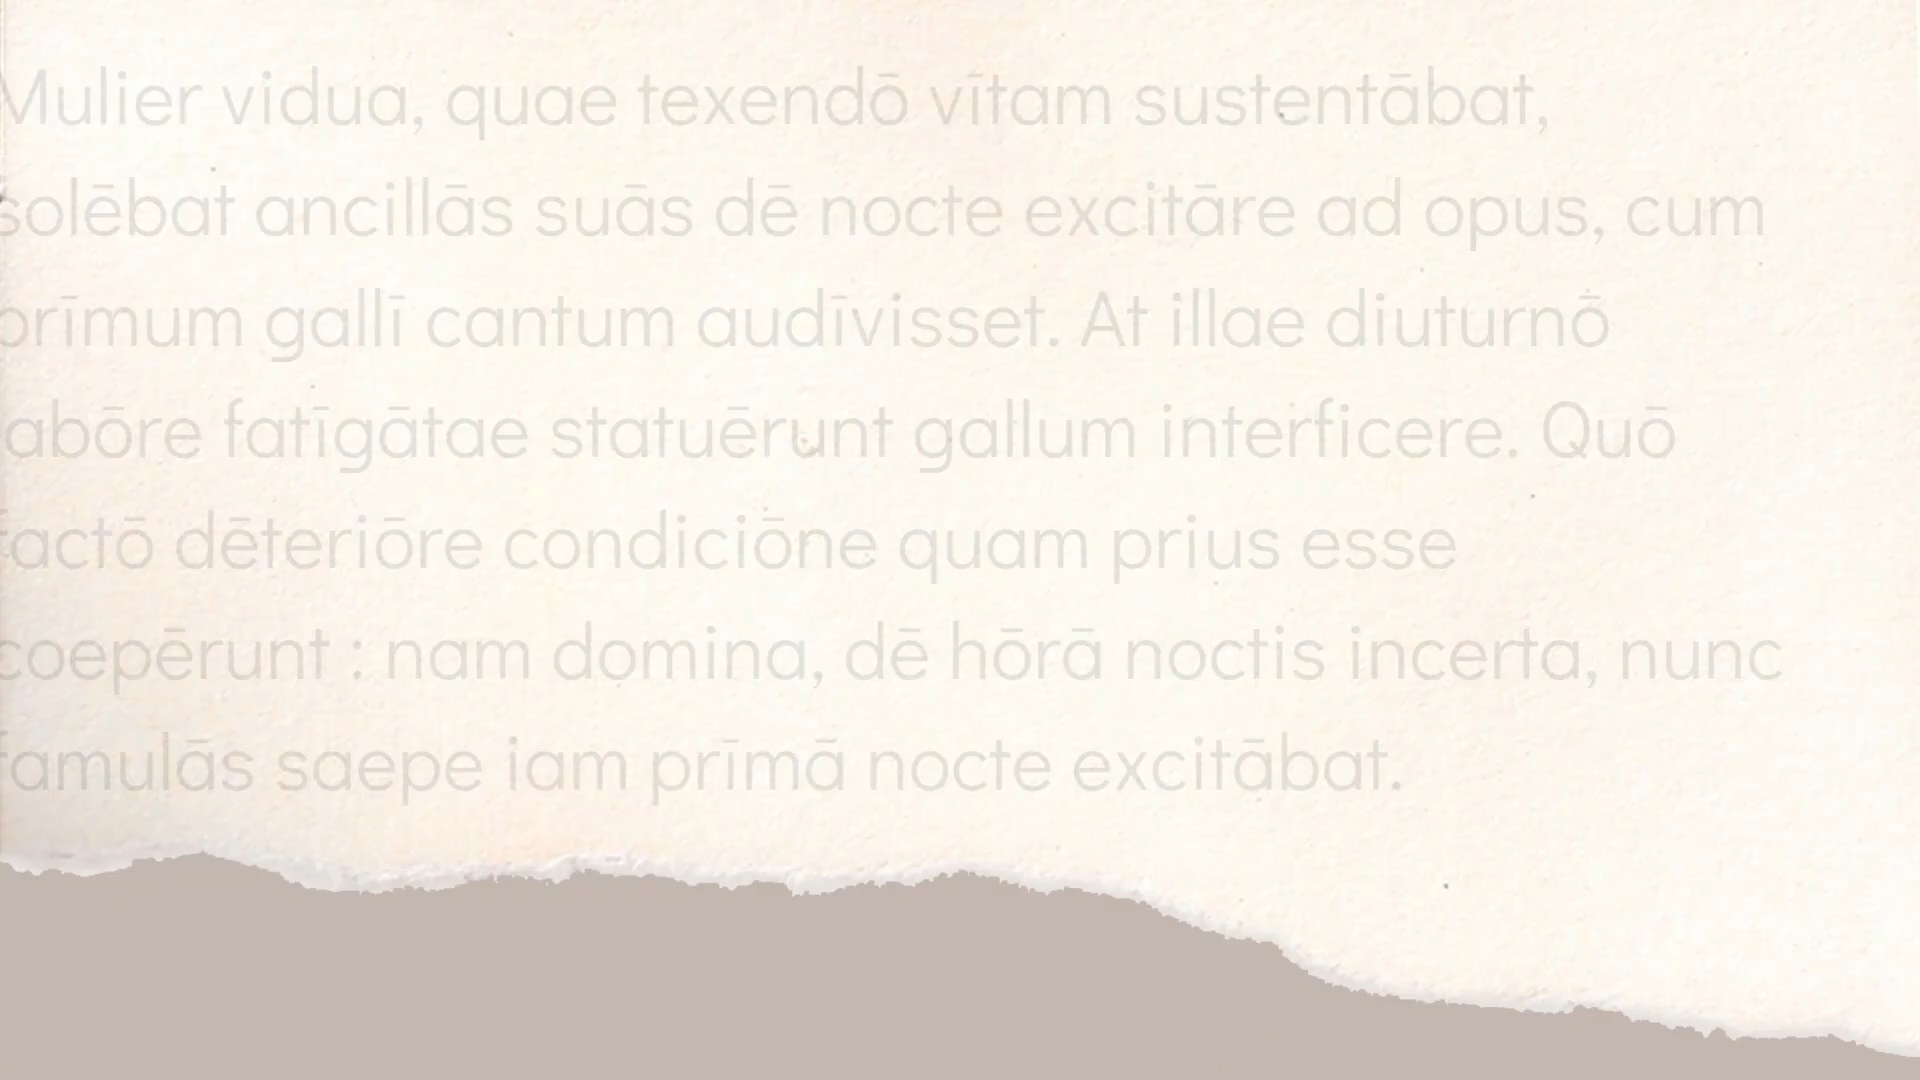 Mulier vidua, quae texendō vītam sustentābat,
solēbat ancillās suās dē nocte excitāre ad opus, cum
prīmum gallī cantum audīvisset. At illae diuturnō
labōre fatīgātae statuērunt gallum interficere. Quō
factō dēteriōre condiciōne quam prius esse
coepērunt : nam domina, dē hōrā noctis incerta, nunc
famulās saepe iam prīmā nocte excitābat.